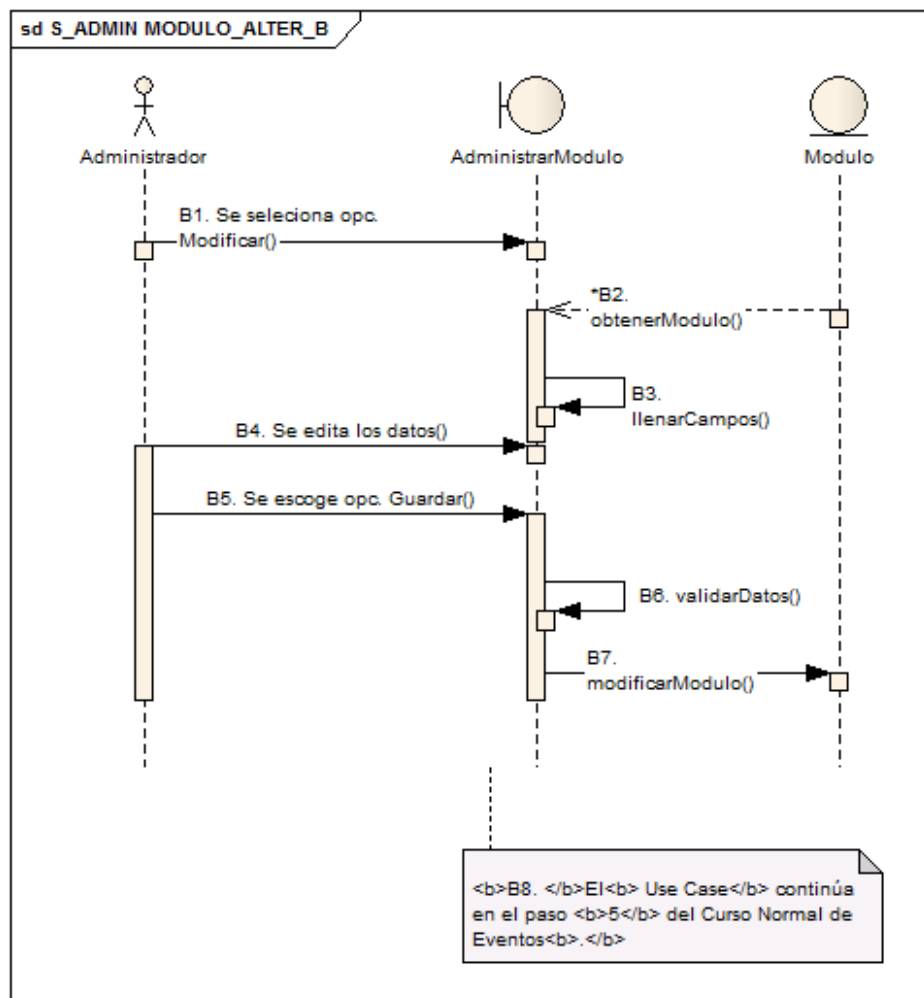 sd S_ADMIN MODULO_ALTER_B
Administrador
AdministrarModulo
Modulo
B1. Se seleciona opc.
Modificar()
*B2.
obtenerModulo()
B3.
llenarCampos()
B4. Se edita los datos()
B5. Se escoge opc. Guardar()
B6. validarDatos()
B7.
modificarModulo()
<b>B8. </b>El<b> Use Case</b> continúa
en el paso <b>5</b> del Curso Normal de
Eventos<b>.</b>